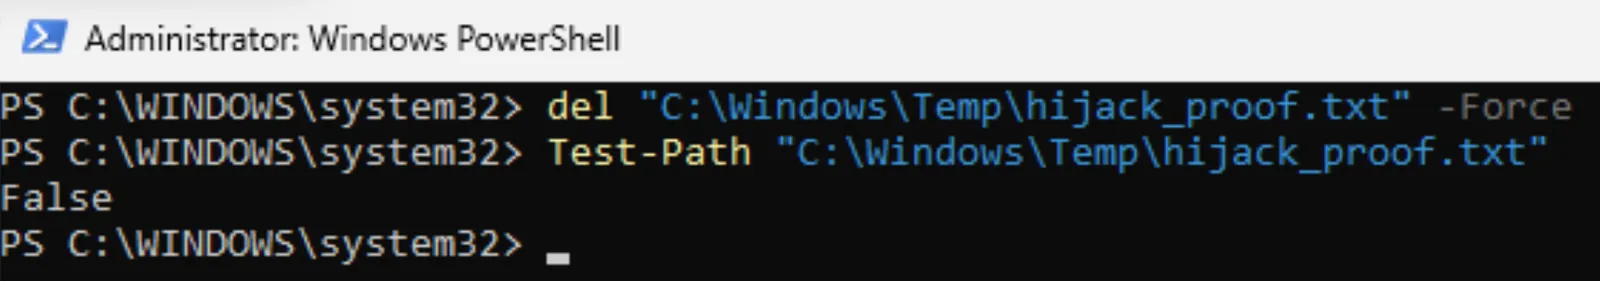 Administrator: Windows PowerShell
PS C:\WINDOWS\system32> del "C:\Windows\Temp\hijack_proof.txt" -Force
PS C:\WINDOWS\system32> Test-Path "C:\Windows\Temp\hijack_proof.txt"
False
PS C:\WINDOWS\system32>